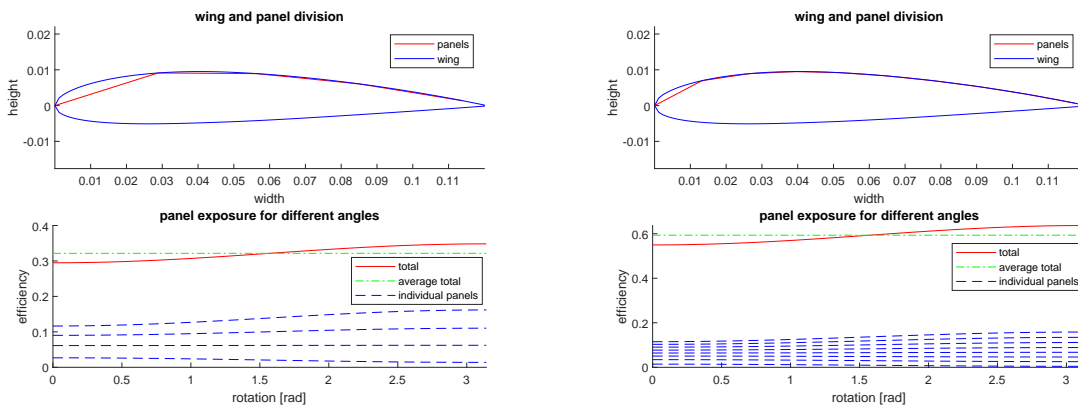 wing and panel division
0.02
0.01
0
-0.01
height
panels
wing
0.01 0.02 0.03 0.04 0.05 0.06 0.07 0.08 0.09 0.1 0.11
width
panel exposure for different angles
0.4
0.3
0.2
0.1
0
efficiency
total
average total
individual panels
0 0.5 1 1.5 2 2.5 3
rotation [rad]
wing and panel division
0.02
0.01
0
-0.01
height
panels
wing
0.01 0.02 0.03 0.04 0.05 0.06 0.07 0.08 0.09 0.1 0.11
width
panel exposure for different angles
0.6
0.4
0.2
0
efficiency
total
average total
individual panels
0 0.5 1 1.5 2 2.5 3
rotation [rad]